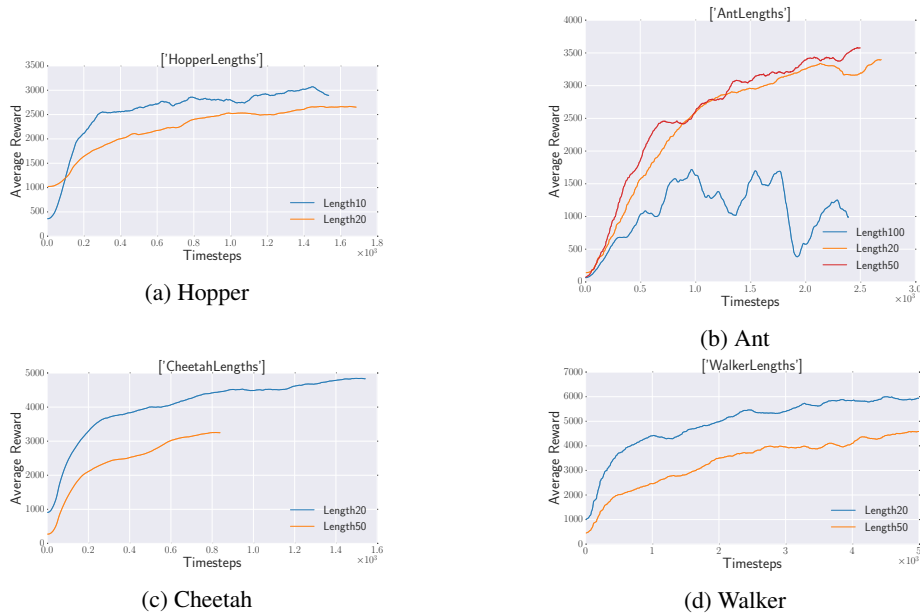 ['HopperLengths']
3500
3000
2500
2000
1500
1000
500
0
Average Reward
Length10
Length20
0.0 0.2 0.4 0.6 0.8 1.0 1.2 1.4 1.6 1.8
Timesteps
×10³
(a) Hopper
['AntLengths']
4000
3500
3000
2500
2000
1500
1000
500
0
Average Reward
Length100
Length20
Length50
0.0 0.5 1.0 1.5 2.0 2.5 3.0
Timesteps
×10³
(b) Ant
['CheetahLengths']
5000
4000
3000
2000
1000
0
Average Reward
Length20
Length50
0.0 0.2 0.4 0.6 0.8 1.0 1.2 1.4 1.6
Timesteps
×10³
(c) Cheetah
['WalkerLengths']
7000
6000
5000
4000
3000
2000
1000
0
Average Reward
Length20
Length50
0 1 2 3 4 5
Timesteps
×10³
(d) Walker